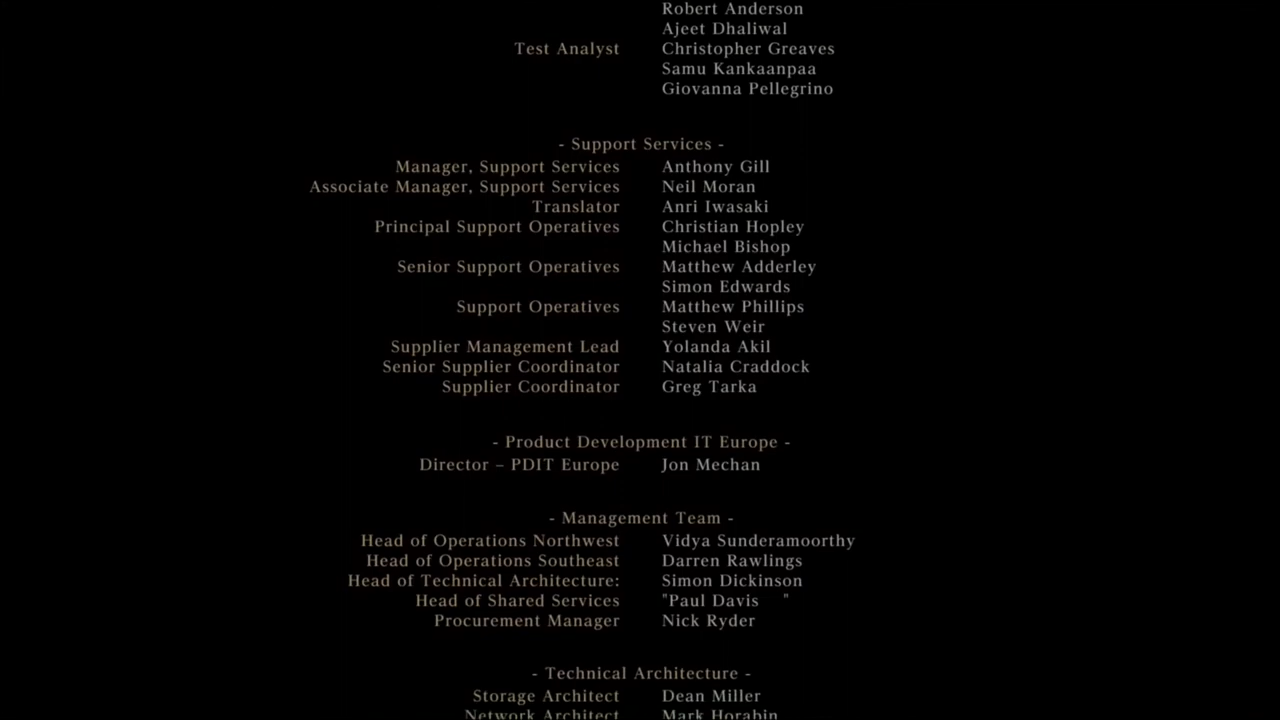 Robert Anderson
Ajeet Dhaliwal
Test Analyst Christopher Greaves
Samu Kankaanpaa
Giovanna Pellegrino
- Support Services -
Manager, Support Services Anthony Gill
Associate Manager, Support Services Neil Moran
Translator Anri Iwasaki
Principal Support Operatives Christian Hopley
Michael Bishop
Senior Support Operatives Matthew Adderley
Simon Edwards
Support Operatives Matthew Phillips
Steven Weir
Supplier Management Lead Yolanda Akil
Senior Supplier Coordinator Natalia Craddock
Supplier Coordinator Greg Tarka
- Product Development IT Europe -
Director – PDIT Europe Jon Mechan
- Management Team -
Head of Operations Northwest Vidya Sunderamoorthy
Head of Operations Southeast Darren Rawlings
Head of Technical Architecture: Simon Dickinson
Head of Shared Services "Paul Davis "
Procurement Manager Nick Ryder
- Technical Architecture -
Storage Architect Dean Miller
Network Architect Mark Horabin